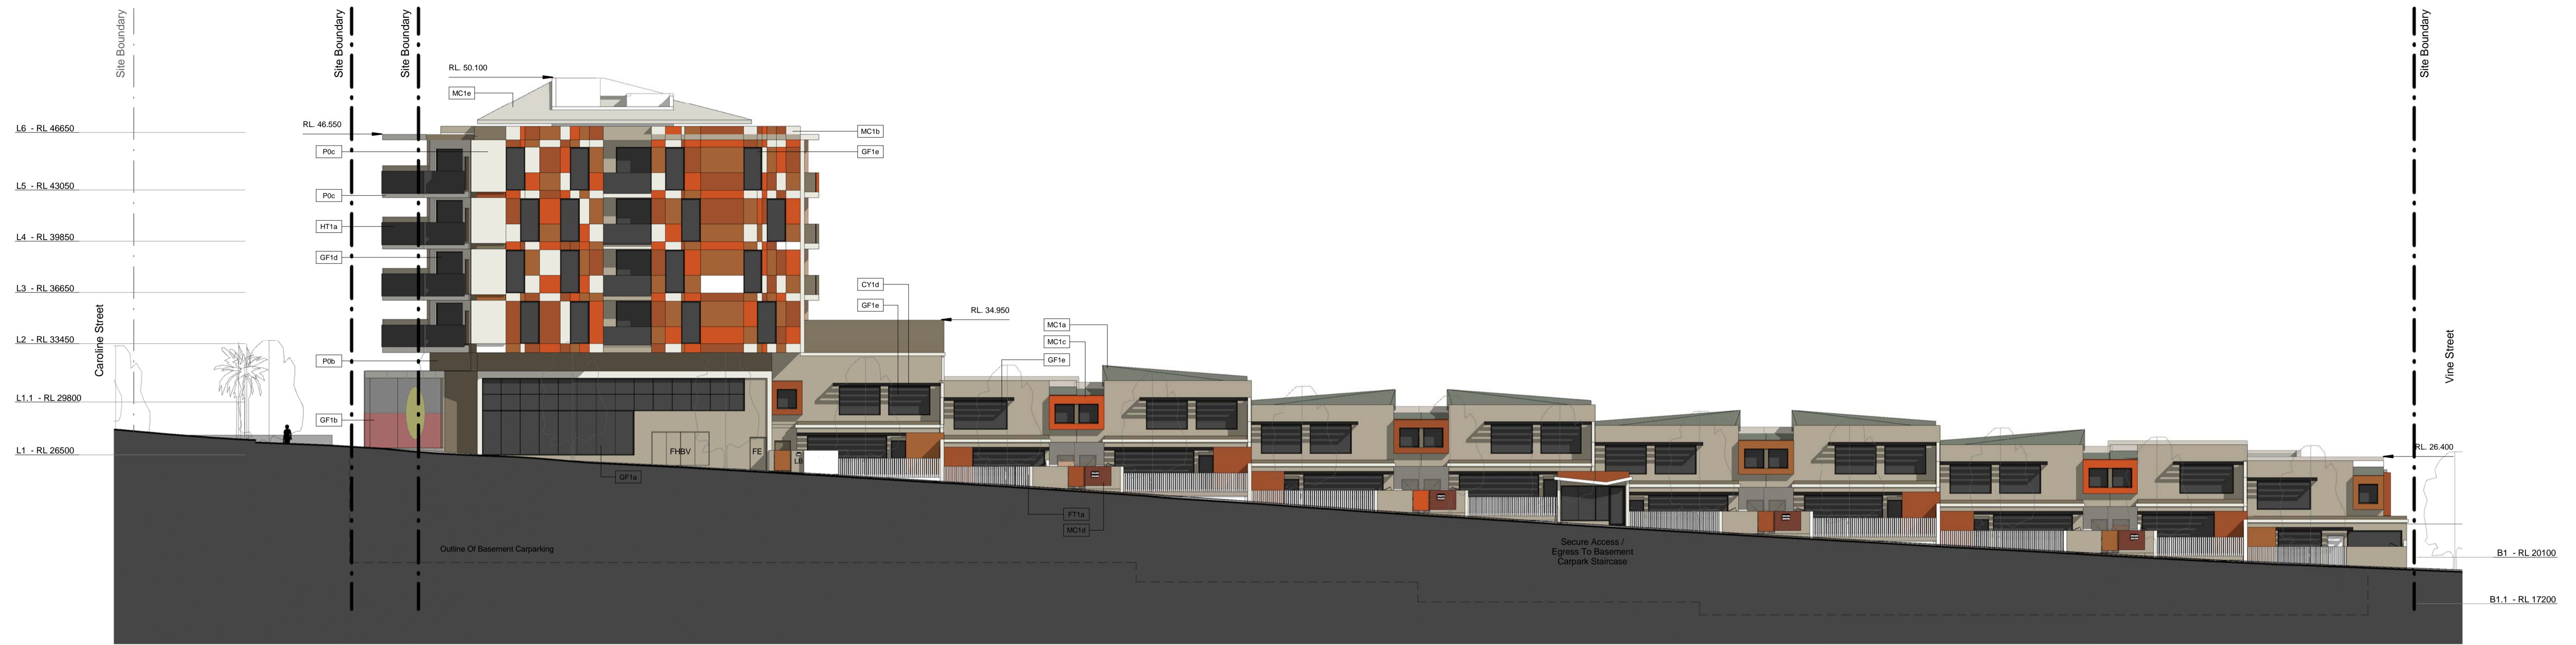 Site Boundary
Site Boundary
Site Boundary
Site Boundary
RL. 50.100
MC1e
RL. 46.550
L6 - RL 46650
MC1b
P0c
GF1e
L5 - RL 43050
P0c
HT1a
L4 - RL 39850
GF1d
L3 - RL 36650
CY1d
GF1e
RL. 34.950
MC1a
MC1c
GF1e
Caroline Street
L2 - RL 33450
P0b
Vine Street
L1.1 - RL 29800
GF1b
L1 - RL 26500
FHBV
FE
LB
RL. 26.400
GF1a
FT1a
MC1d
Outline Of Basement Carparking
Secure Access /
Egress To Basement
Carpark Staircase
B1 - RL 20100
B1.1 - RL 17200